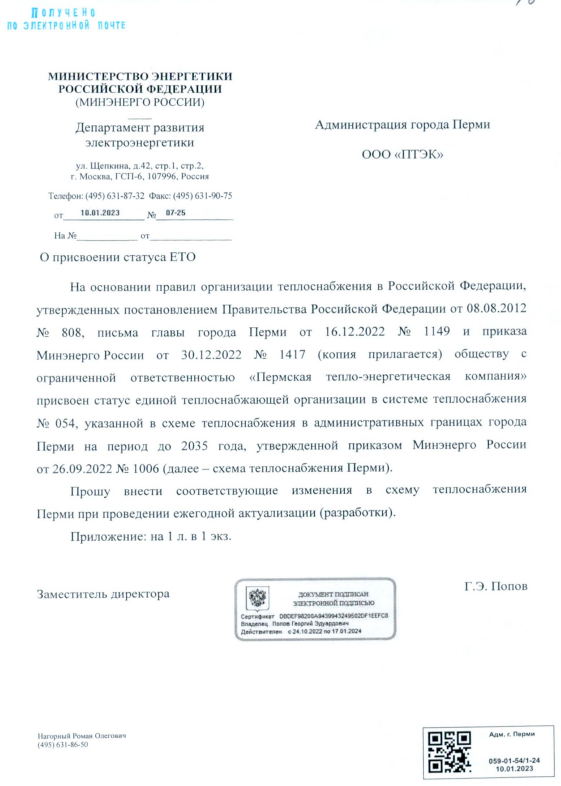 ПОЛУЧЕНО
ПО ЭЛЕКТРОННОЙ ПОЧТЕ
МИНИСТЕРСТВО ЭНЕРГЕТИКИ
РОССИЙСКОЙ ФЕДЕРАЦИИ
(МИНЭНЕРГО РОССИИ)
Департамент развития
электроэнергетики
ул. Щепкина, д.42, стр.1, стр.2,
г. Москва, ГСП-6, 107996, Россия
Телефон: (495) 631-87-32 Факс: (495) 631-90-75
от 10.01.2023 № 07-25
На № от
Администрация города Перми
ООО «ПТЭК»
О присвоении статуса ЕТО
На основании правил организации теплоснабжения в Российской Федерации,
утвержденных постановлением Правительства Российской Федерации от 08.08.2012
№ 808, письма главы города Перми от 16.12.2022 № 1149 и приказа
Минэнерго России от 30.12.2022 № 1417 (копия прилагается) обществу с
ограниченной ответственностью «Пермская тепло-энергетическая компания»
присвоен статус единой теплоснабжающей организации в системе теплоснабжения
№ 054, указанной в схеме теплоснабжения в административных границах города
Перми на период до 2035 года, утвержденной приказом Минэнерго России
от 26.09.2022 № 1006 (далее – схема теплоснабжения Перми).
Прошу внести соответствующие изменения в схему теплоснабжения
Перми при проведении ежегодной актуализации (разработки).
Приложение: на 1 л. в 1 экз.
Заместитель директора
ДОКУМЕНТ ПОДПИСАН
ЭЛЕКТРОННОЙ ПОДПИСЬЮ
Сертификат
Владелец Попов Георгий Эдуардович
Действителен с 24.10.2022 по 17.01.2024
Г.Э. Попов
Нагорный Роман Олегович
(495) 631-86-50
Адм. г. Перми
059-01-54/1-24
10.01.2023